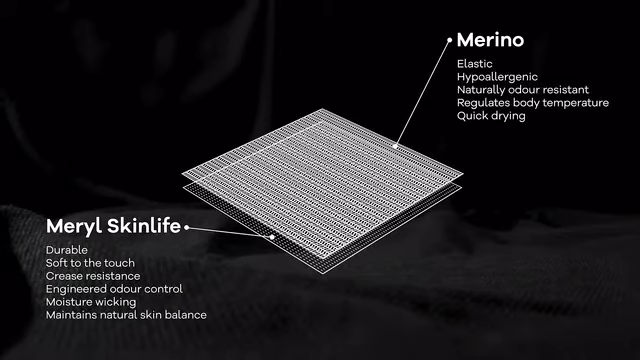 Merino
Elastic
Hypoallergenic
Naturally odour resistant
Regulates body temperature
Quick drying
Meryl Skinlife
Durable
Soft to the touch
Crease resistance
Engineered odour control
Moisture wicking
Maintains natural skin balance